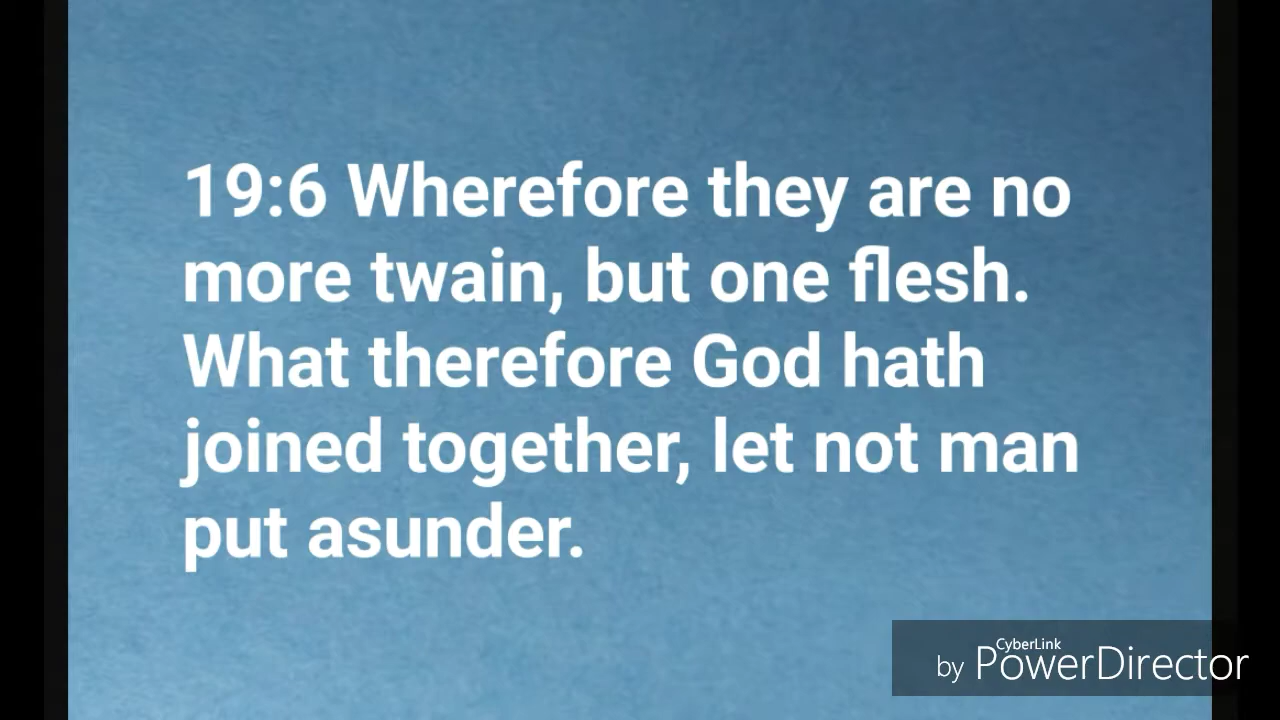 19:6 Wherefore they are no
more twain, but one flesh.
What therefore God hath
joined together, let not man
put asunder.
CyberLink
by PowerDirector